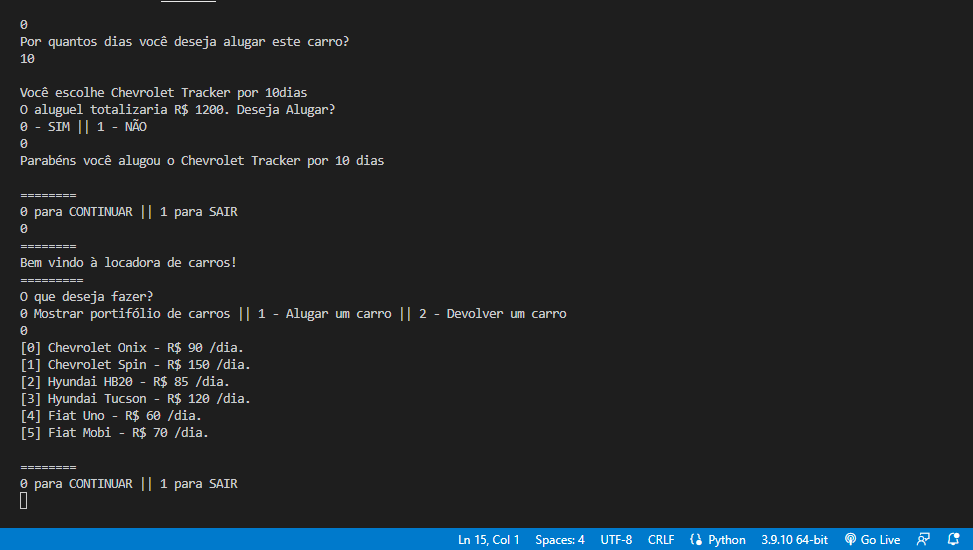 0
Por quantos dias você deseja alugar este carro?
10
Você escolhe Chevrolet Tracker por 10dias
O aluguel totalizaria R$ 1200. Deseja Alugar?
0 - SIM || 1 - NÃO
0
Parabéns você alugou o Chevrolet Tracker por 10 dias
========
0 para CONTINUAR || 1 para SAIR
0
========
Bem vindo à locadora de carros!
=========
O que deseja fazer?
0 Mostrar portifólio de carros || 1 - Alugar um carro || 2 - Devolver um carro
0
[0] Chevrolet Onix - R$ 90 /dia.
[1] Chevrolet Spin - R$ 150 /dia.
[2] Hyundai HB20 - R$ 85 /dia.
[3] Hyundai Tucson - R$ 120 /dia.
[4] Fiat Uno - R$ 60 /dia.
[5] Fiat Mobi - R$ 70 /dia.
========
0 para CONTINUAR || 1 para SAIR
Ln 15, Col 1 Spaces: 4 UTF-8 CRLF Python 3.9.10 64-bit Go Live